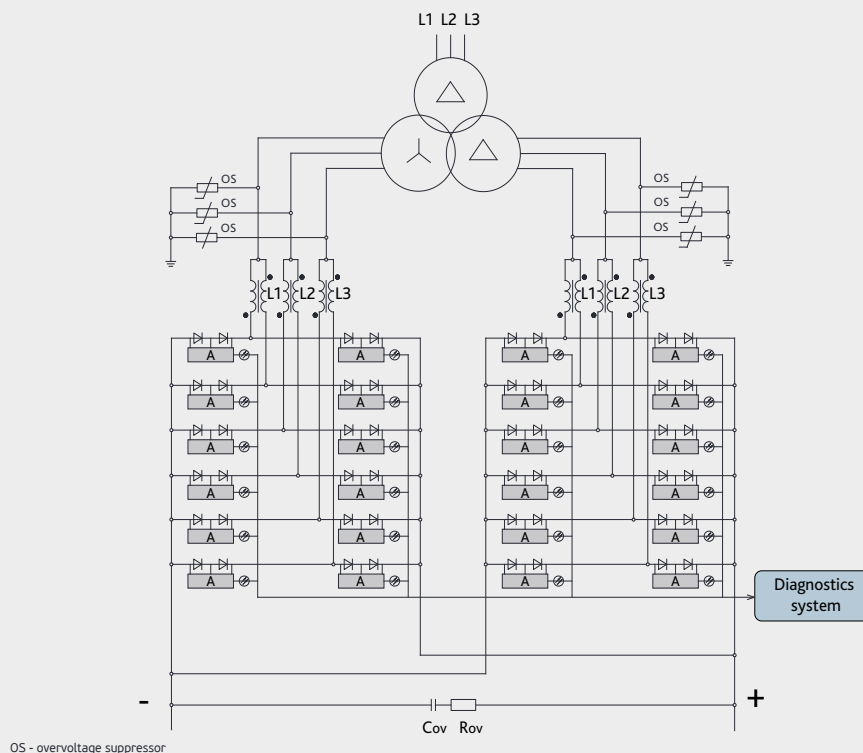 L1 L2 L3
OS OS
OS OS
OS OS
L1 L2 L3 L1 L2 L3
A A A A
A A A A
A A A A
A A A A
A A A A
A A A A
Diagnostics
system
- +
Cov Rov
OS - overvoltage suppressor